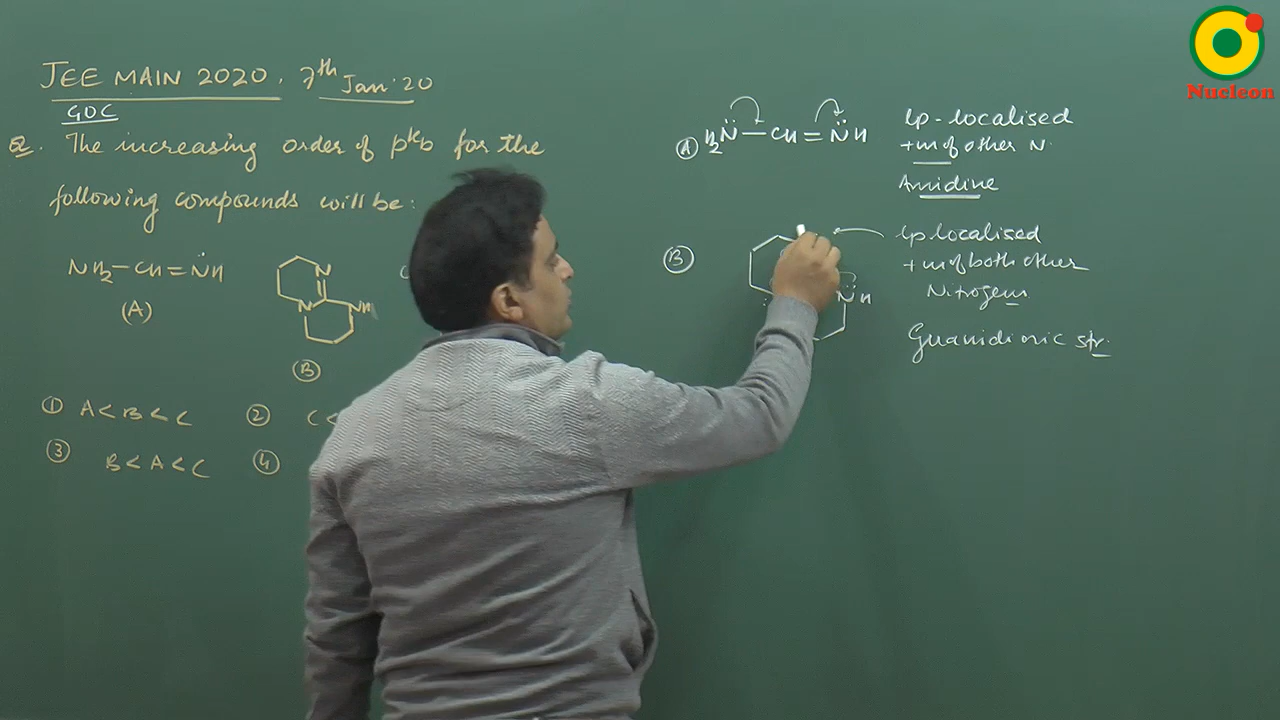 JEE MAIN 2020, 7th Jan'20
GOC
Q. The increasing order of pKb for the
following compounds will be:
NH2-CH=N̈H
(A)
N
N
NH
B
① A<B<C ② C<
③ B<A<C ④
Ⓐ H2N̈-CH=N̈H
lp-localised
+m of other N.
Amidine
Ⓑ
N̈H
lp localised
+m of both other
Nitrogens
Guanidinic str.
Nucleon